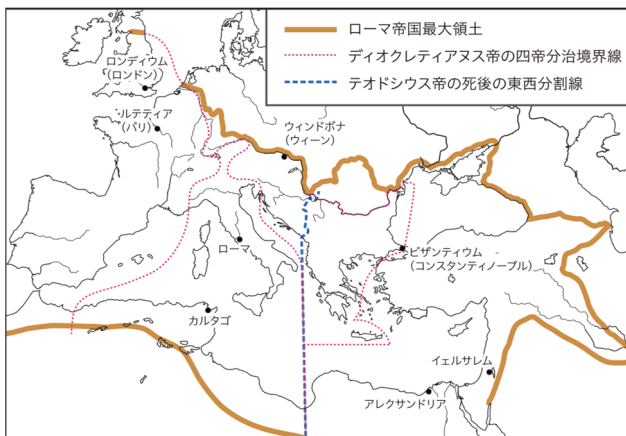 ローマ帝国最大領土
ディオクレティアヌス帝の四帝分治境界線
テオドシウス帝の死後の東西分割線
ロンディウム
(ロンドン)
ルテティア
(パリ)
ウィンドボナ
(ウィーン)
ローマ
ビザンティウム
(コンスタンティノープル)
カルタゴ
イェルサレム
アレクサンドリア